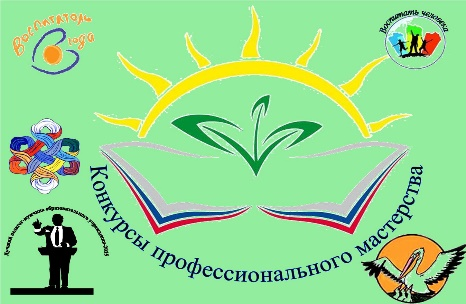 Воспитатель
года
Воспитать человека
Конкурсы профессионального мастерства